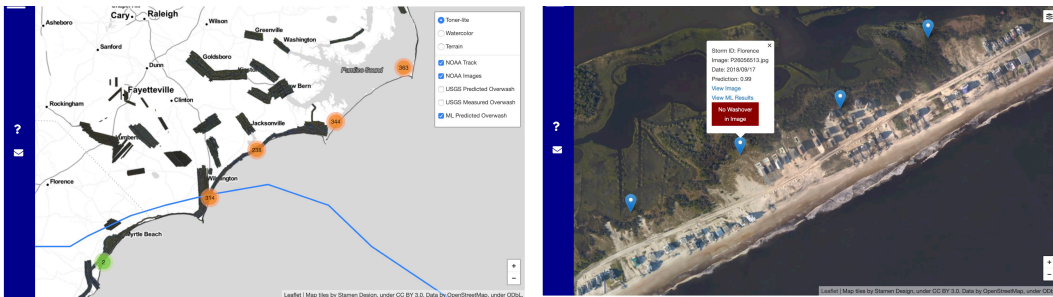 Cary
Raleigh
Asheboro
Wilson
Greenville
Washington
Sanford
Goldsboro
Dunn
Pamlico Sound
363
Fayetteville
New Bern
Rockingham
Clinton
Jacksonville
344
Lumberton
238
Florence
Wilmington
314
Myrtle Beach
2
?
Toner-lite
Watercolor
Terrain
NOAA Track
NOAA Images
USGS Predicted Overwash
USGS Measured Overwash
ML Predicted Overwash
+
−
Leaflet | Map tiles by Stamen Design, under CC BY 3.0. Data by OpenStreetMap, under ODbL.
?
×
Storm ID: Florence
Image: P26056513.jpg
Date: 2018/09/17
Prediction: 0.99
View Image
View ML Results
No Washover
in Image
+
−
Leaflet | Map tiles by Stamen Design, under CC BY 3.0. Data by OpenStreetMap, under ODbL.